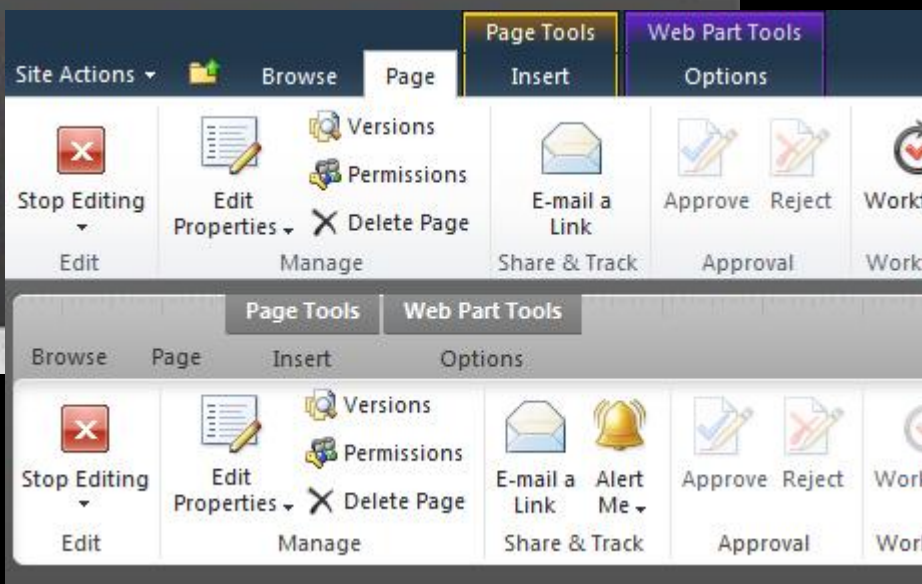 Page Tools Web Part Tools
Site Actions Browse Page Insert Options
Versions
Permissions
Stop Editing Edit Properties Delete Page E-mail a Link Approve Reject
Edit Manage Share & Track Approval Work
Page Tools Web Part Tools
Browse Page Insert Options
Versions
Permissions
Stop Editing Edit Properties Delete Page E-mail a Link Alert Me Approve Reject
Edit Manage Share & Track Approval